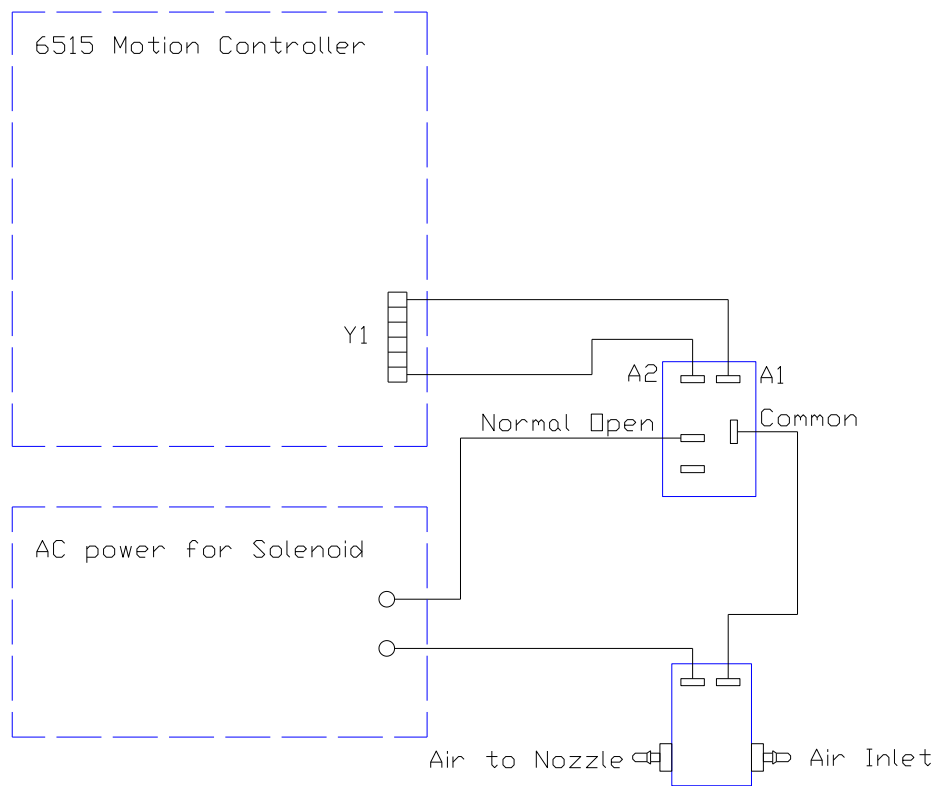 6515 Motion Controller
Y1
A2
A1
Normal Open
Common
AC power for Solenoid
Air to Nozzle
Air Inlet